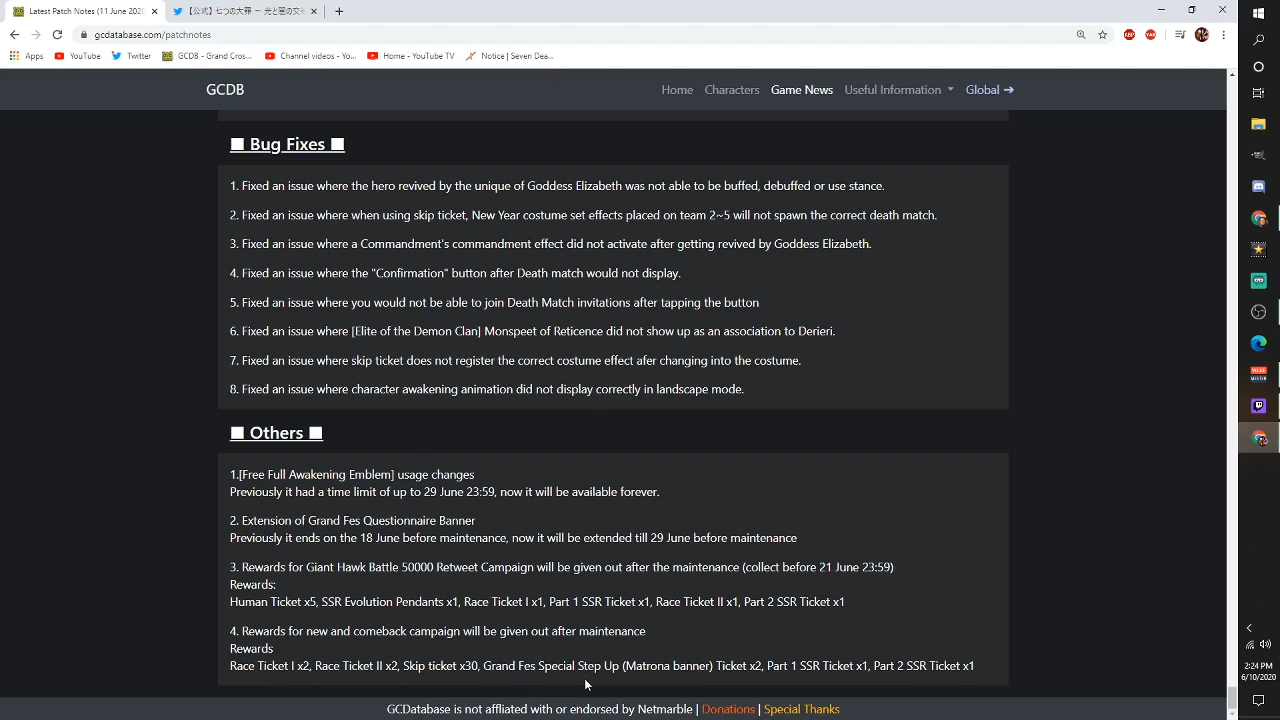 Latest Patch Notes (11 June 2020
【公式】七つの大罪 ～ 光と闇の交
gcdatabase.com/patchnotes
Apps YouTube Twitter GCDB - Grand Cros... Channel videos - Yo... Home - YouTube TV Notice | Seven Dea...
GCDB Home Characters Game News Useful Information Global →
■ Bug Fixes ■
1. Fixed an issue where the hero revived by the unique of Goddess Elizabeth was not able to be buffed, debuffed or use stance.
2. Fixed an issue where when using skip ticket, New Year costume set effects placed on team 2~5 will not spawn the correct death match.
3. Fixed an issue where a Commandment's commandment effect did not activate after getting revived by Goddess Elizabeth.
4. Fixed an issue where the "Confirmation" button after Death match would not display.
5. Fixed an issue where you would not be able to join Death Match invitations after tapping the button
6. Fixed an issue where [Elite of the Demon Clan] Monspeet of Reticence did not show up as an association to Derieri.
7. Fixed an issue where skip ticket does not register the correct costume effect afer changing into the costume.
8. Fixed an issue where character awakening animation did not display correctly in landscape mode.
■ Others ■
1.[Free Full Awakening Emblem] usage changes
Previously it had a time limit of up to 29 June 23:59, now it will be available forever.
2. Extension of Grand Fes Questionnaire Banner
Previously it ends on the 18 June before maintenance, now it will be extended till 29 June before maintenance
3. Rewards for Giant Hawk Battle 50000 Retweet Campaign will be given out after the maintenance (collect before 21 June 23:59)
Rewards:
Human Ticket x5, SSR Evolution Pendants x1, Race Ticket I x1, Part 1 SSR Ticket x1, Race Ticket II x1, Part 2 SSR Ticket x1
4. Rewards for new and comeback campaign will be given out after maintenance
Rewards
Race Ticket I x2, Race Ticket II x2, Skip ticket x30, Grand Fes Special Step Up (Matrona banner) Ticket x2, Part 1 SSR Ticket x1, Part 2 SSR Ticket x1
GCDatabase is not affliated with or endorsed by Netmarble | Donations | Special Thanks
2:24 PM
6/10/2020